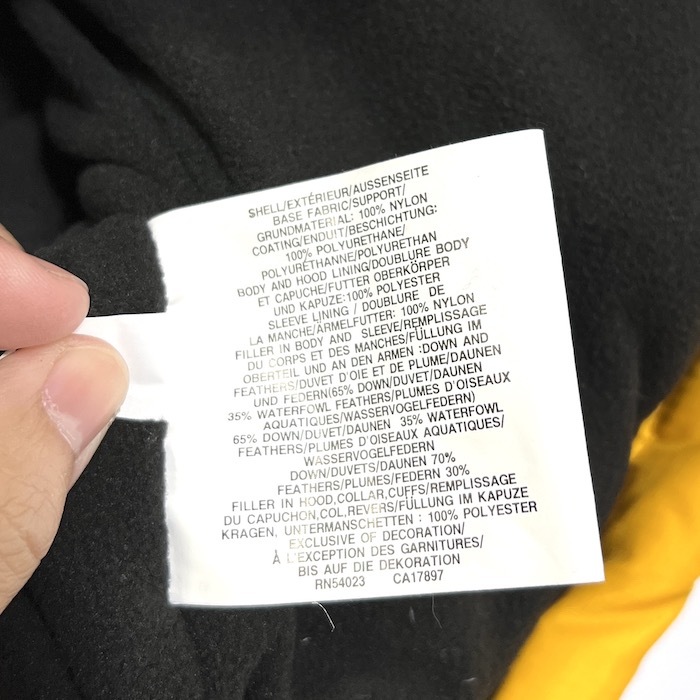 SHELL/EXTÉRIEUR/AUSSENSEITE
BASE FABRIC/SUPPORT/
GRUNDMATERIAL: 100% NYLON
COATING/ENDUIT/BESCHICHTUNG:
100% POLYURETHANE/
POLYURÉTHANNE/POLYURETHAN
BODY AND HOOD LINING/DOUBLURE BODY
ET CAPUCHE/FUTTER OBERKÖRPER
UND KAPUZE:100% POLYESTER
SLEEVE LINING / DOUBLURE DE
LA MANCHE/ARMELFUTTER: 100% NYLON
FILLER IN BODY AND SLEEVE/REMPLISSAGE
DU CORPS ET DES MANCHES/FÜLLUNG IM
OBERTEIL UND AN DEN ARMEN :DOWN AND
FEATHERS/DUVET D'OIE ET DE PLUME/DAUNEN
UND FEDERN(65% DOWN/DUVET/DAUNEN
35% WATERFOWL FEATHERS/PLUMES D'OISEAUX
AQUATIQUES/WASSERVOGELFEDERN)
65% DOWN/DUVET/DAUNEN 35% WATERFOWL
FEATHERS/PLUMES D'OISEAUX AQUATIQUES/
WASSERVOGELFEDERN
DOWN/DUVETS/DAUNEN 70%
FEATHERS/PLUMES/FEDERN 30%
FILLER IN HOOD,COLLAR,CUFFS/REMPLISSAGE
DU CAPUCHON,COL,REVERS/FÜLLUNG IM KAPUZE
KRAGEN, UNTERMANSCHETTEN : 100% POLYESTER
EXCLUSIVE OF DECORATION/
À L'EXCEPTION DES GARNITURES/
BIS AUF DIE DEKORATION
RN54023 CA17897